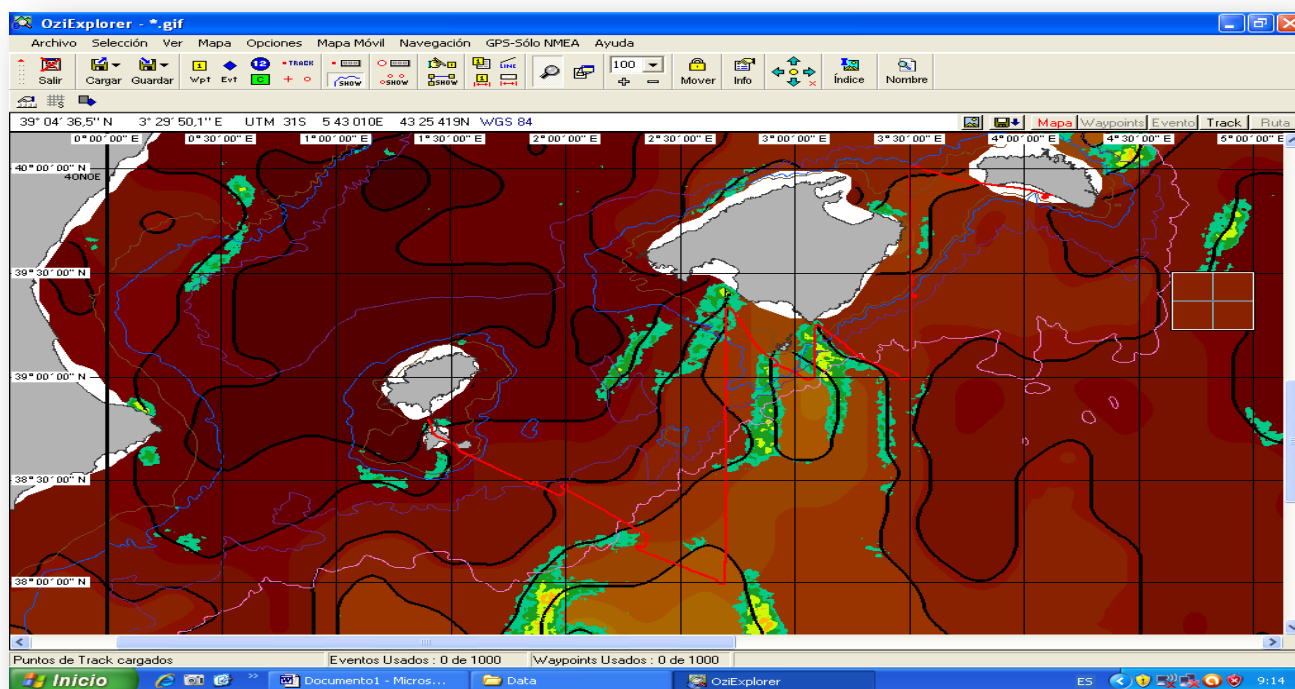 OziExplorer - *.gif
Archivo Selección Ver Mapa Opciones Mapa Móvil Navegación GPS-Sólo NMEA Ayuda
1 12 TRACK LINE 100
Salir Cargar Guardar Wpt Evt C SHOW SHOW SHOW 1 Mover Info Índice Nombre
39° 04' 36,5'' N 3° 29' 50,1'' E UTM 31S 5 43 010E 43 25 419N WGS 84 Mapa Waypoints Evento Track Ruta
0° 00' 00'' E 0° 30' 00'' E 1° 00' 00'' E 1° 30' 00'' E 2° 00' 00'' E 2° 30' 00'' E 3° 00' 00'' E 3° 30' 00'' E 4° 00' 00'' E 4° 30' 00'' E 5° 00' 00'' E
40° 00' 00'' N
40N0E
39° 30' 00'' N
39° 00' 00'' N
38° 30' 00'' N
38° 00' 00'' N
Puntos de Track cargados Eventos Usados : 0 de 1000 Waypoints Usados : 0 de 1000
Inicio Documento1 - Micros... Data OziExplorer ES 9:14